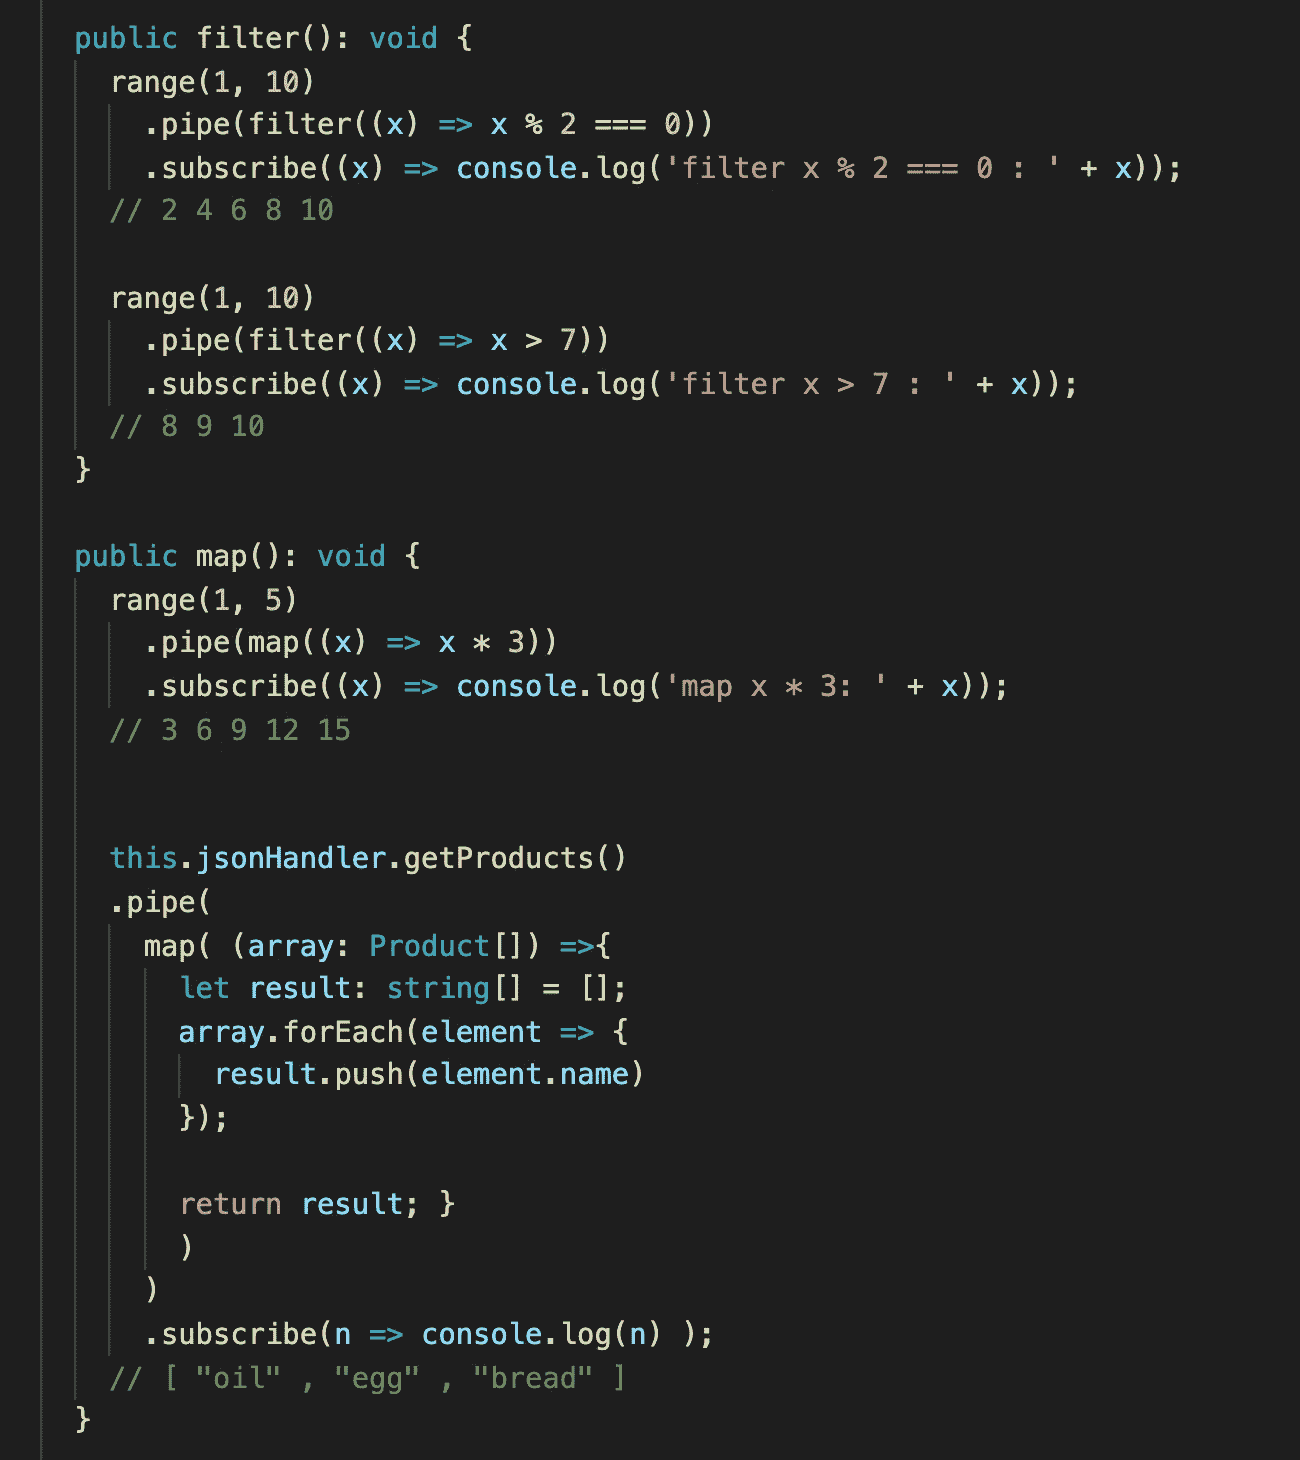 public filter(): void {
range(1, 10)
.pipe(filter((x) => x % 2 === 0))
.subscribe((x) => console.log('filter x % 2 === 0 : ' + x));
// 2 4 6 8 10
range(1, 10)
.pipe(filter((x) => x > 7))
.subscribe((x) => console.log('filter x > 7 : ' + x));
// 8 9 10
}
public map(): void {
range(1, 5)
.pipe(map((x) => x * 3))
.subscribe((x) => console.log('map x * 3: ' + x));
// 3 6 9 12 15
this.jsonHandler.getProducts()
.pipe(
map( (array: Product[]) =>{
let result: string[] = [];
array.forEach(element => {
result.push(element.name)
});
return result; }
)
)
.subscribe(n => console.log(n) );
// [ "oil" , "egg" , "bread" ]
}